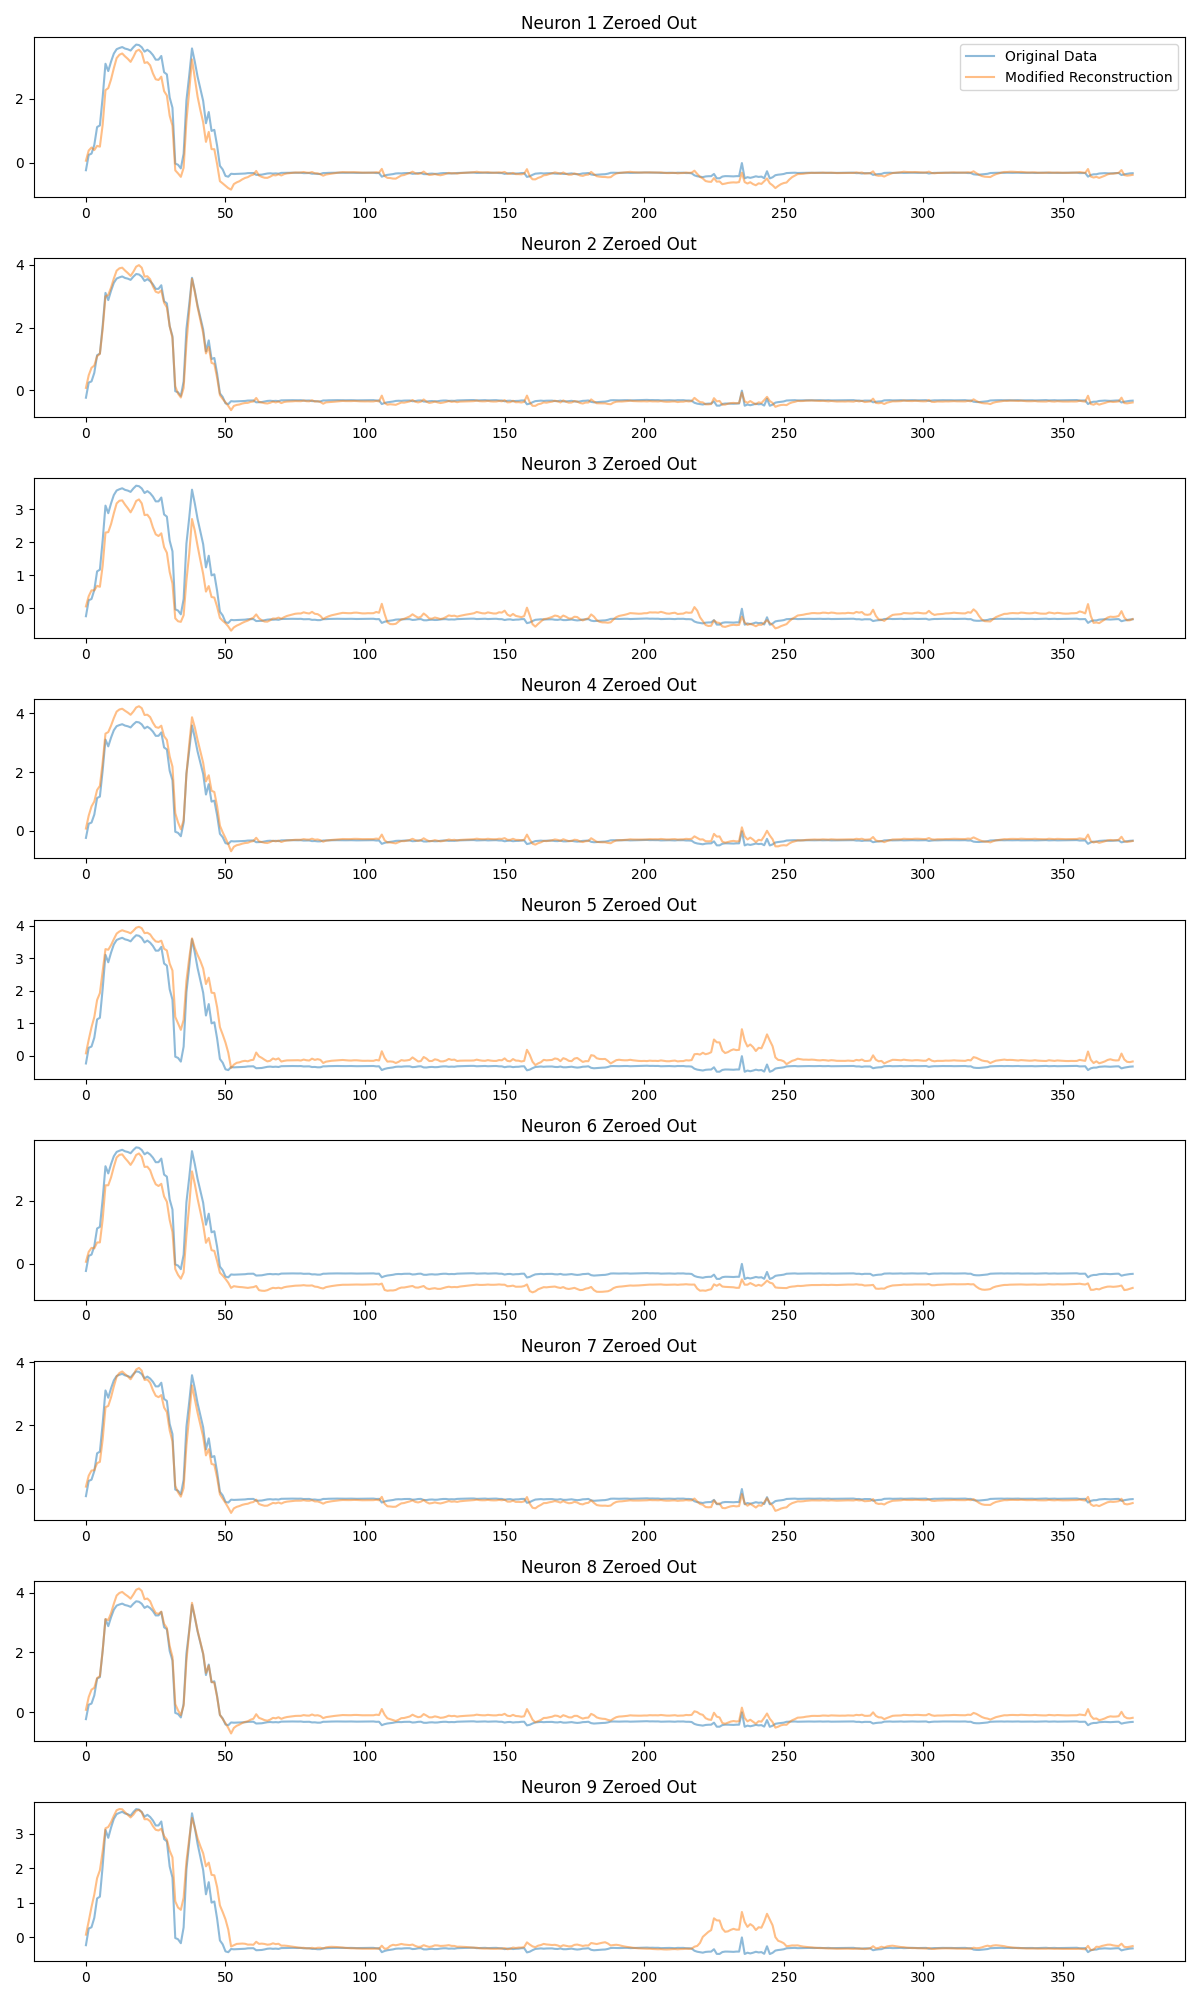 Neuron 1 Zeroed Out
Original Data
Modified Reconstruction
2
0
0 50 100 150 200 250 300 350
Neuron 2 Zeroed Out
4
2
0
0 50 100 150 200 250 300 350
Neuron 3 Zeroed Out
3
2
1
0
0 50 100 150 200 250 300 350
Neuron 4 Zeroed Out
4
2
0
0 50 100 150 200 250 300 350
Neuron 5 Zeroed Out
4
3
2
1
0
0 50 100 150 200 250 300 350
Neuron 6 Zeroed Out
2
0
0 50 100 150 200 250 300 350
Neuron 7 Zeroed Out
4
2
0
0 50 100 150 200 250 300 350
Neuron 8 Zeroed Out
4
2
0
0 50 100 150 200 250 300 350
Neuron 9 Zeroed Out
3
2
1
0
0 50 100 150 200 250 300 350